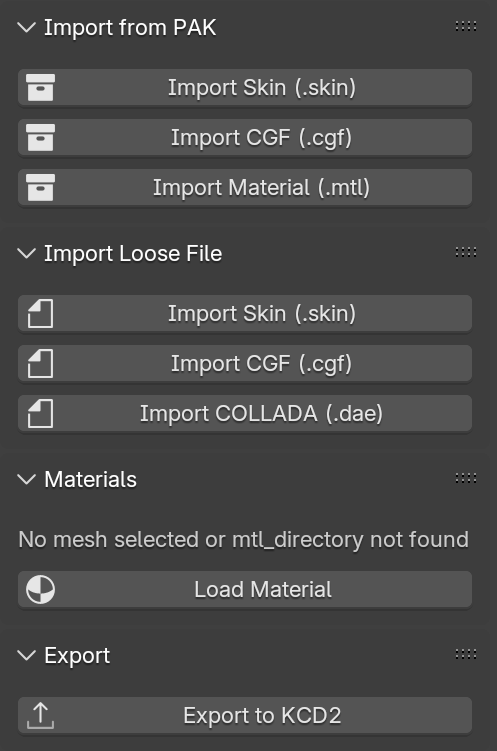 Import from PAK
Import Skin (.skin)
Import CGF (.cgf)
Import Material (.mtl)
Import Loose File
Import Skin (.skin)
Import CGF (.cgf)
Import COLLADA (.dae)
Materials
No mesh selected or mtl_directory not found
Load Material
Export
Export to KCD2